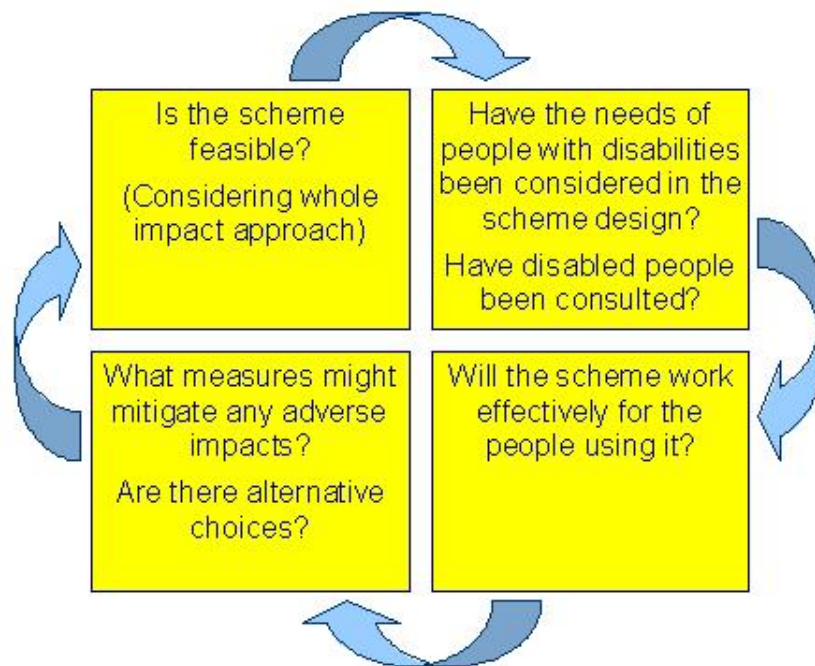 Is the scheme
feasible?
(Considering whole
impact approach)
Have the needs of
people with disabilities
been considered in the
scheme design?
Have disabled people
been consulted?
What measures might
mitigate any adverse
impacts?
Are there alternative
choices?
Will the scheme work
effectively for the
people using it?